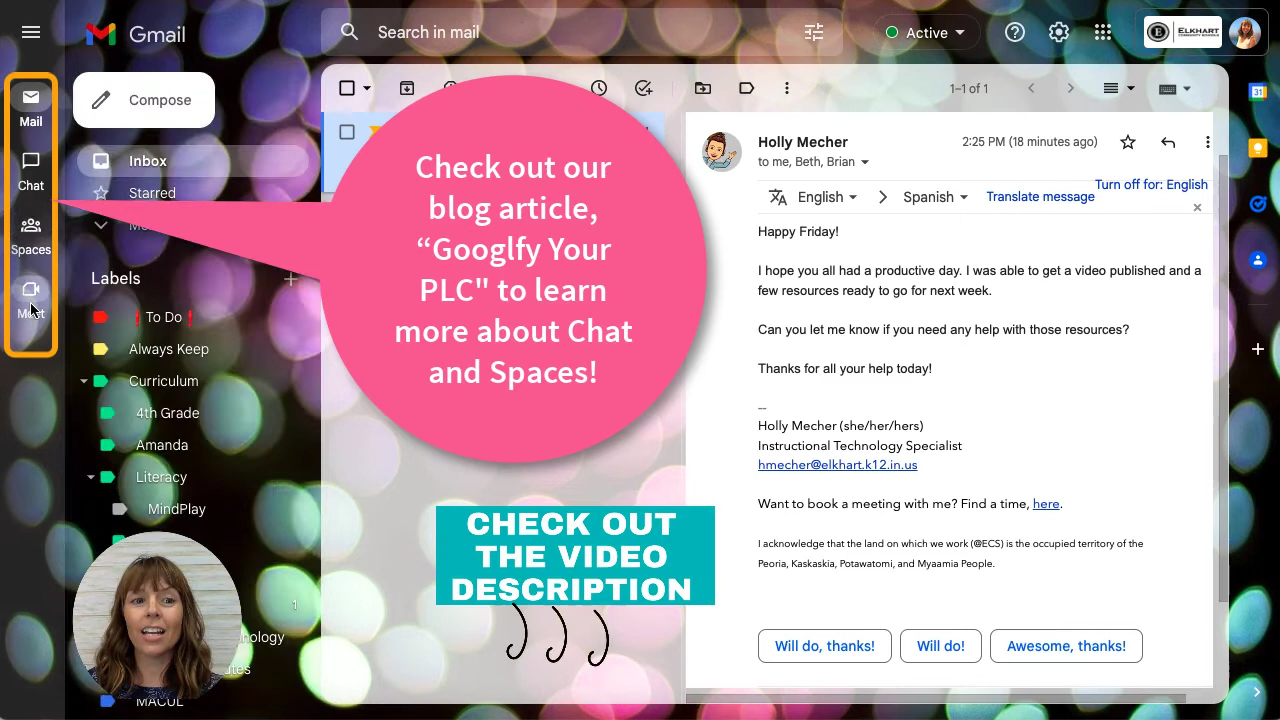 Gmail
Search in mail
Active
ELKHART
COMMUNITY SCHOOLS
Mail
Chat
Spaces
Meet
Compose
Inbox
Starred
Labels
To Do
Always Keep
Curriculum
4th Grade
Amanda
Literacy
MindPlay
1
MACUL
1–1 of 1
31
Check out our
blog article,
“Googlfy Your
PLC" to learn
more about Chat
and Spaces!
CHECK OUT
THE VIDEO
DESCRIPTION
Holly Mecher
2:25 PM (18 minutes ago)
to me, Beth, Brian
English
Spanish
Translate message
Turn off for: English
Happy Friday!
I hope you all had a productive day. I was able to get a video published and a
few resources ready to go for next week.
Can you let me know if you need any help with those resources?
Thanks for all your help today!
--
Holly Mecher (she/her/hers)
Instructional Technology Specialist
hmecher@elkhart.k12.in.us
Want to book a meeting with me? Find a time, here.
I acknowledge that the land on which we work (@ECS) is the occupied territory of the
Peoria, Kaskaskia, Potawatomi, and Myaamia People.
Will do, thanks!
Will do!
Awesome, thanks!